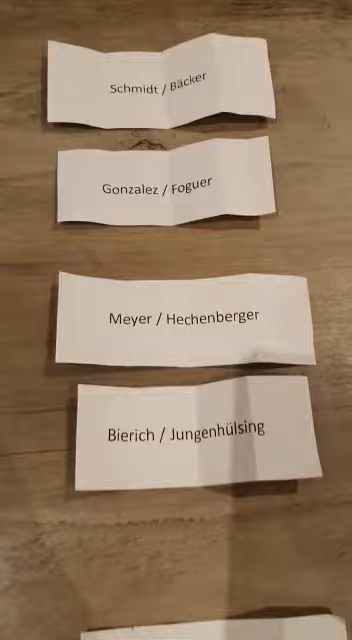 Schmidt / Bäcker
Gonzalez / Foguer
Meyer / Hechenberger
Bierich / Jungenhülsing